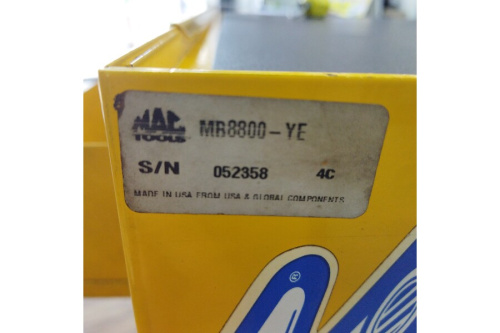 MAC
TOOLS
MB8800-YE
S/N 052358 4C
MADE IN USA FROM USA & GLOBAL COMPONENTS
®